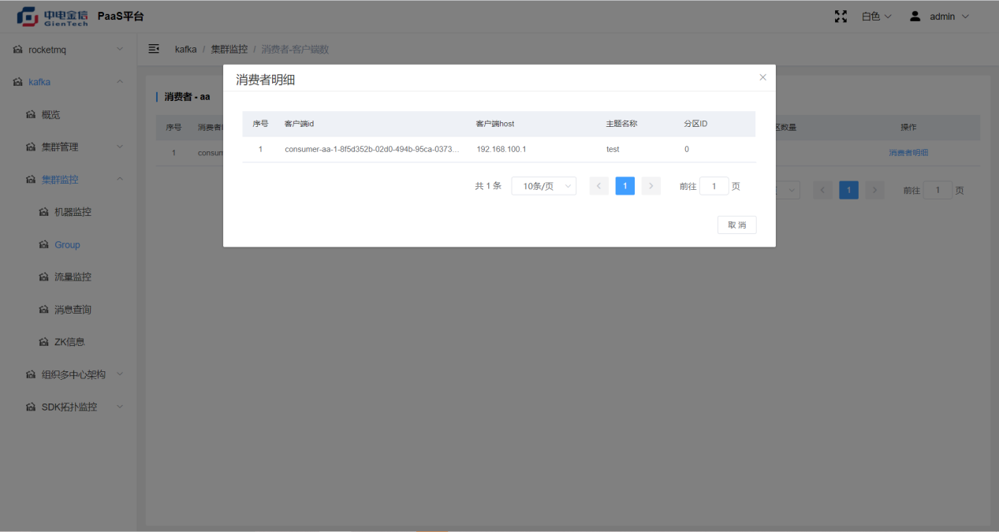 中电金信 GienTech PaaS平台 白色 admin
rocketmq
kafka
概览
集群管理
集群监控
机器监控
Group
流量监控
消息查询
ZK信息
组织多中心架构
SDK拓扑监控
kafka / 集群监控 / 消费者-客户端数
消费者 - aa
序号 消费者 区数量 操作
1 consum 消费者明细
1 前往 1 页
消费者明细
序号 客户端id 客户端host 主题名称 分区ID
1 consumer-aa-1-8f5d352b-02d0-494b-95ca-0373... 192.168.100.1 test 0
共 1 条 10条/页 < 1 > 前往 1 页
取 消